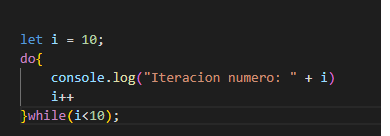 let i = 10;
do{
    console.log("Iteracion numero: " + i)
    i++
}while(i<10);